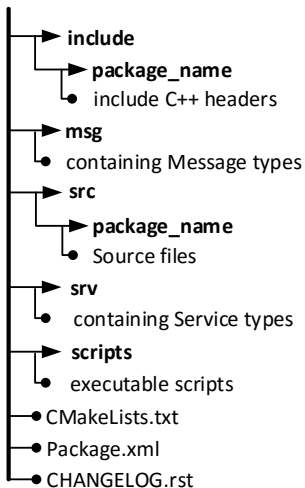 include
package_name
include C++ headers
msg
containing Message types
src
package_name
Source files
srv
containing Service types
scripts
executable scripts
CMakeLists.txt
Package.xml
CHANGELOG.rst